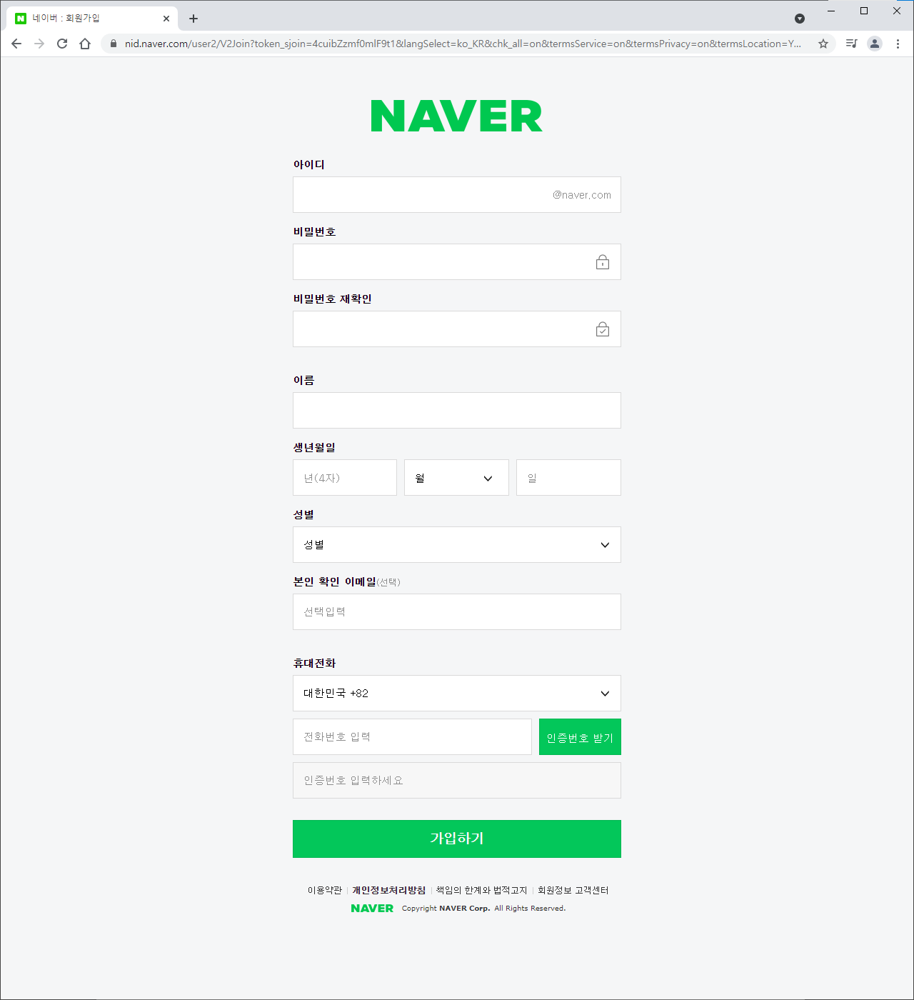 네이버 : 회원가입
nid.naver.com/user2/V2Join?token_sjoin=4cuibZzmf0mlF9t1&langSelect=ko_KR&chk_all=on&termsService=on&termsPrivacy=on&termsLocation=Y...
NAVER
아이디
@naver.com
비밀번호
비밀번호 재확인
이름
생년월일
년(4자) 월 일
성별
성별
본인 확인 이메일(선택)
선택입력
휴대전화
대한민국 +82
전화번호 입력 인증번호 받기
인증번호 입력하세요
가입하기
이용약관 | 개인정보처리방침 | 책임의 한계와 법적고지 | 회원정보 고객센터
NAVER Copyright NAVER Corp. All Rights Reserved.